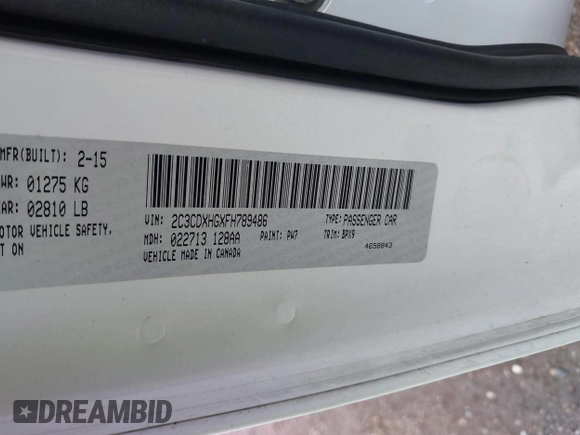 MFR(BUILT): 2-15
WR: 01275 KG
AR: 02810 LB
OTOR VEHICLE SAFETY,
T ON
VIN: 2C3CDXHGXFH789486
TYPE: PASSENGER CAR
MDH: 022713 128AA
PAINT: PW7
TRIM: BPX9
VEHICLE MADE IN CANADA
4658843
DREAMBID